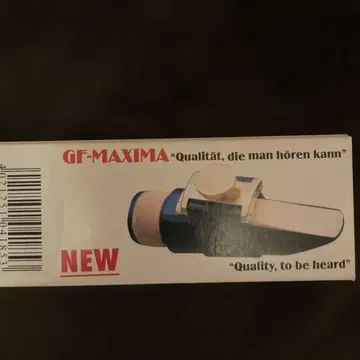 GF-MAXIMA "Qualität, die man hören kann"
NEW
"Quality, to be heard"